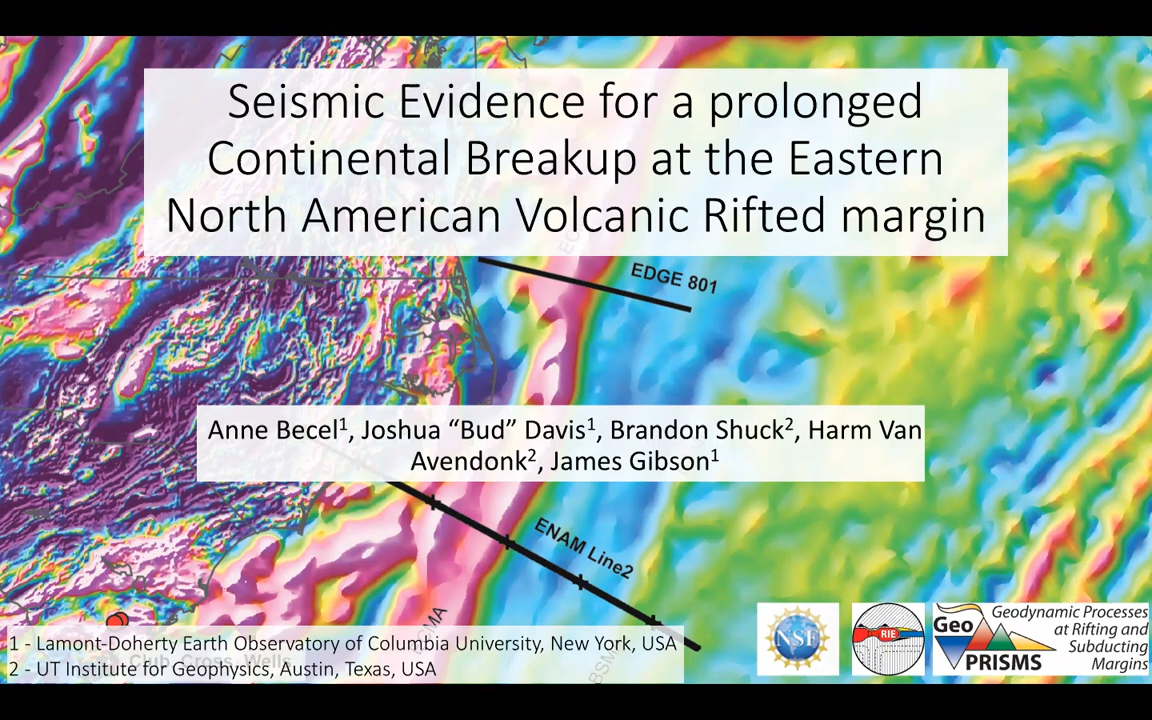 Seismic Evidence for a prolonged
Continental Breakup at the Eastern
North American Volcanic Rifted margin
EDGE 801
Anne Becel1, Joshua “Bud” Davis1, Brandon Shuck2, Harm Van
Avendonk2, James Gibson1
ENAM Line2
1 - Lamont-Doherty Earth Observatory of Columbia University, New York, USA
2 - UT Institute for Geophysics, Austin, Texas, USA
NSF
RIE
Geo
PRISMS
Geodynamic Processes
at Rifting and
Subducting
Margins